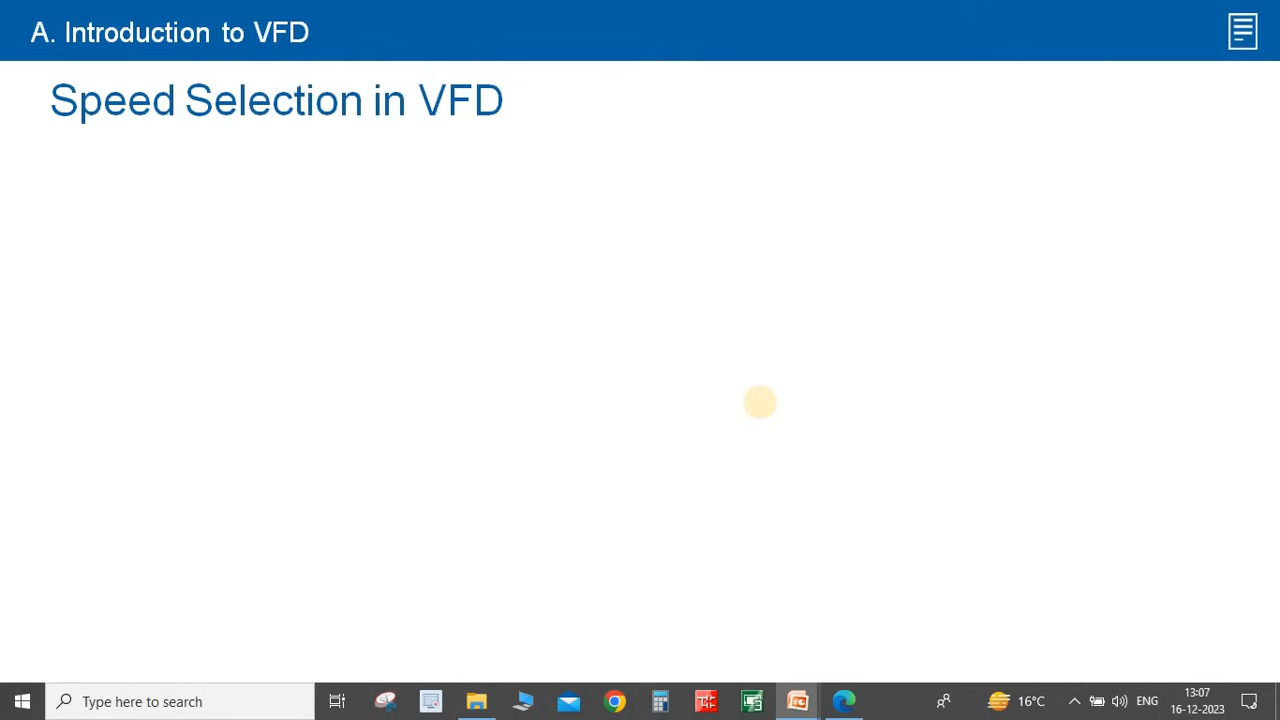 A. Introduction to VFD
Speed Selection in VFD
Type here to search
16°C
ENG
13:07
16-12-2023